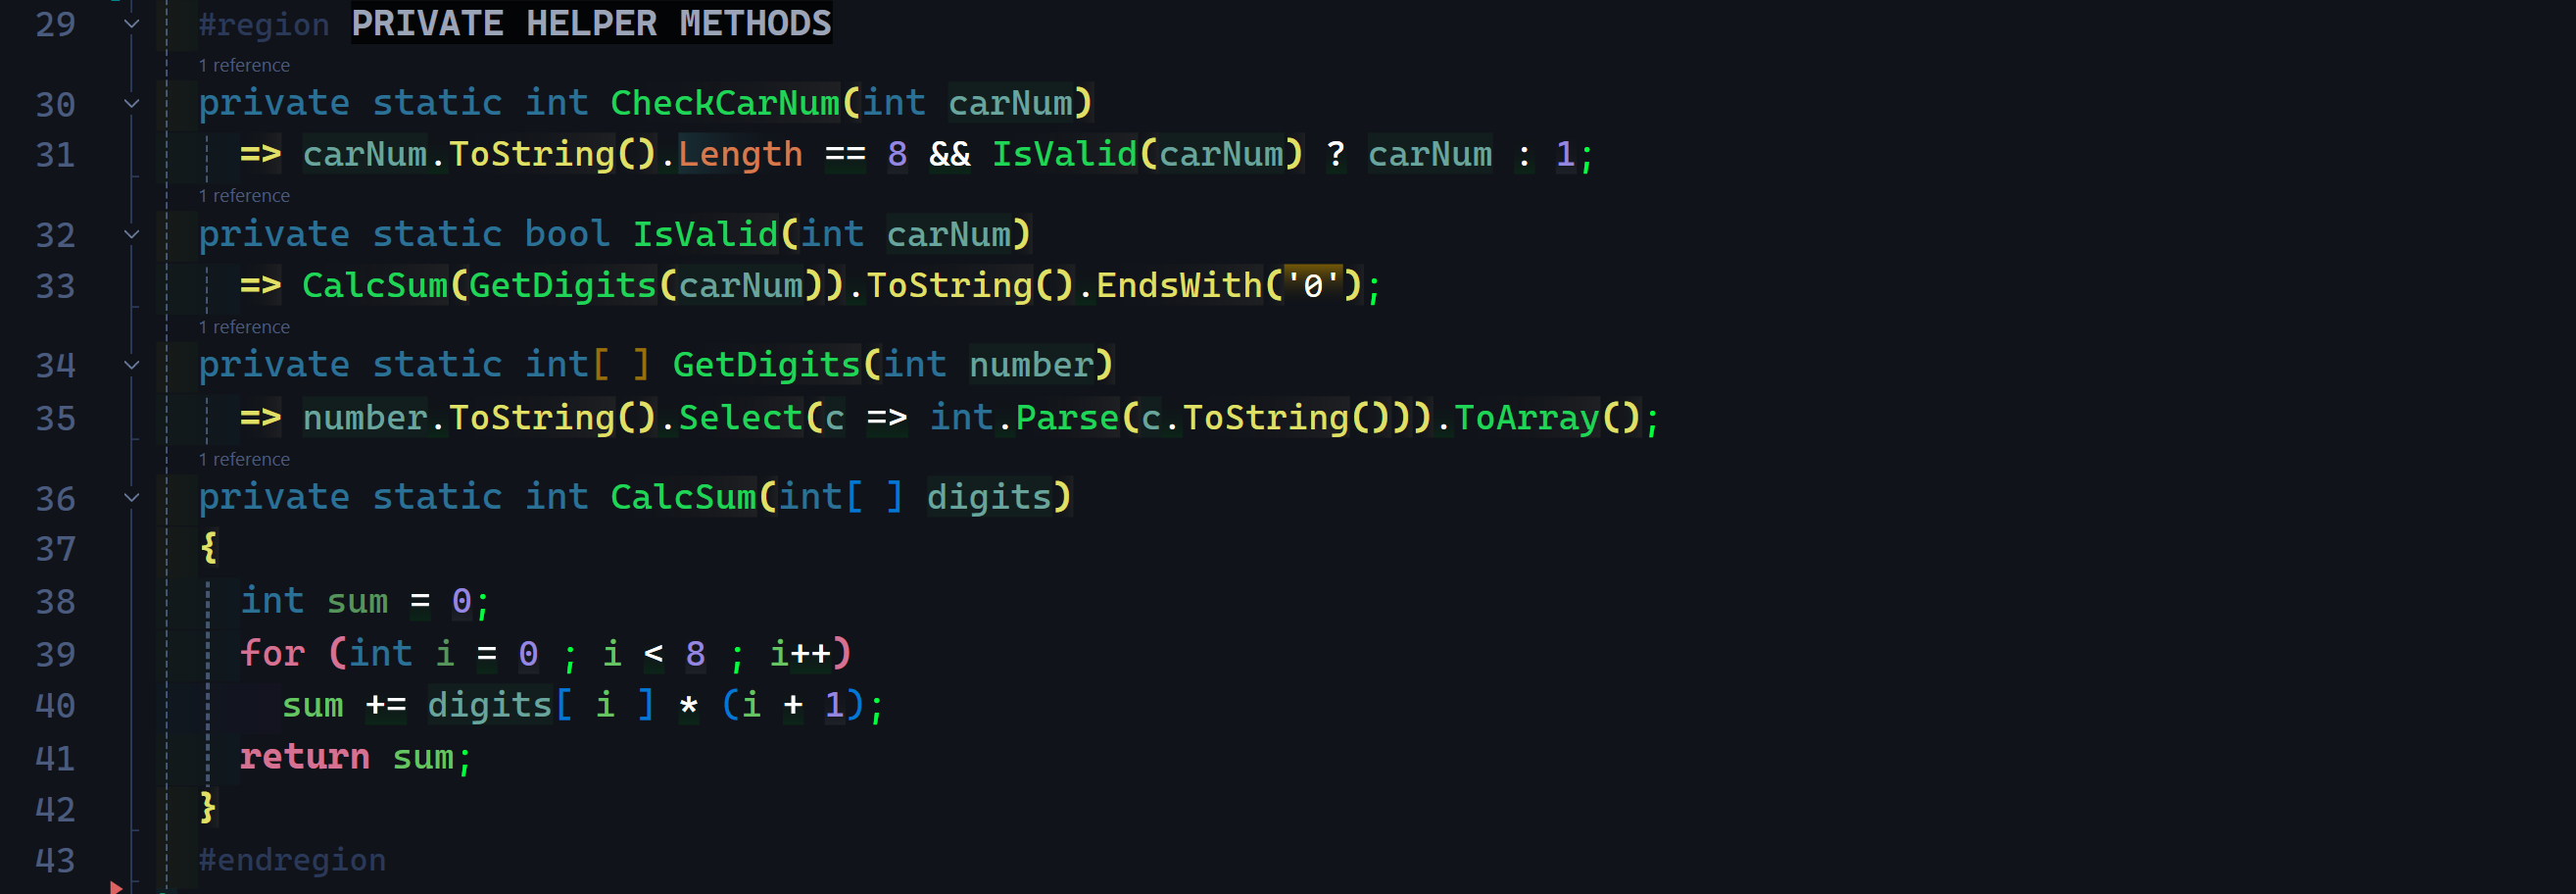 29 #region PRIVATE HELPER METHODS
1 reference
30 private static int CheckCarNum(int carNum)
31 => carNum.ToString().Length == 8 && IsValid(carNum) ? carNum : 1;
1 reference
32 private static bool IsValid(int carNum)
33 => CalcSum(GetDigits(carNum)).ToString().EndsWith('0');
1 reference
34 private static int[ ] GetDigits(int number)
35 => number.ToString().Select(c => int.Parse(c.ToString())).ToArray();
1 reference
36 private static int CalcSum(int[ ] digits)
37 {
38 int sum = 0;
39 for (int i = 0 ; i < 8 ; i++)
40 sum += digits[ i ] * (i + 1);
41 return sum;
42 }
43 #endregion